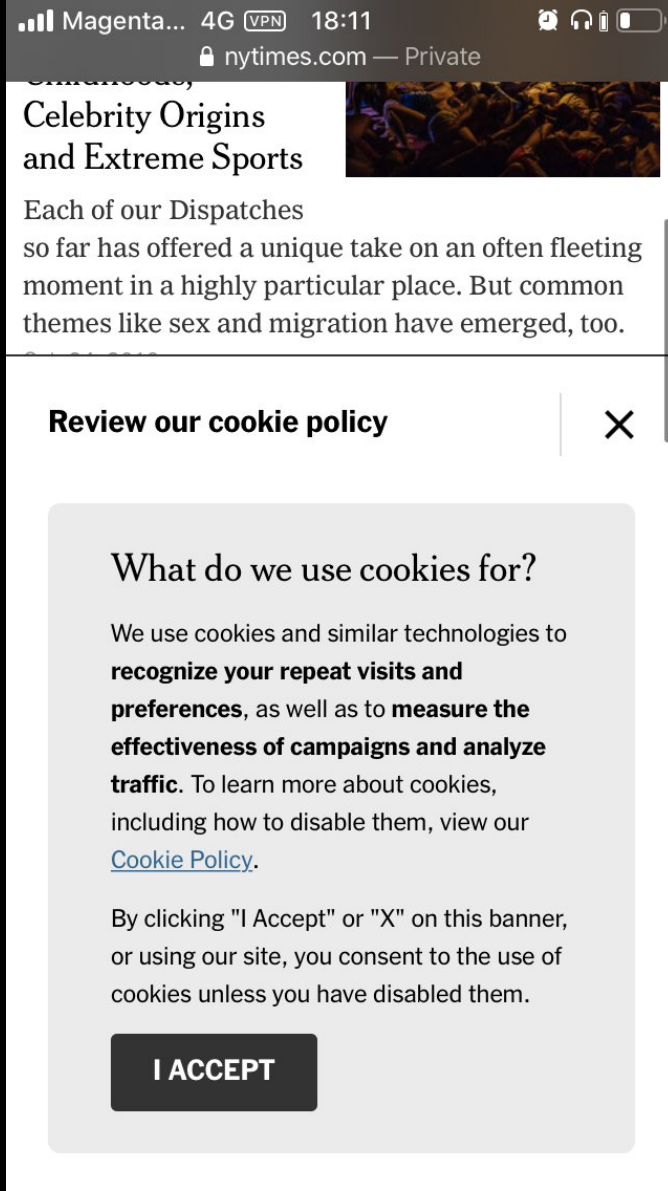 Magenta... 4G VPN 18:11
nytimes.com — Private
Celebrity Origins
and Extreme Sports
Each of our Dispatches
so far has offered a unique take on an often fleeting
moment in a highly particular place. But common
themes like sex and migration have emerged, too.
Review our cookie policy
What do we use cookies for?
We use cookies and similar technologies to
recognize your repeat visits and
preferences, as well as to measure the
effectiveness of campaigns and analyze
traffic. To learn more about cookies,
including how to disable them, view our
Cookie Policy.
By clicking "I Accept" or "X" on this banner,
or using our site, you consent to the use of
cookies unless you have disabled them.
I ACCEPT